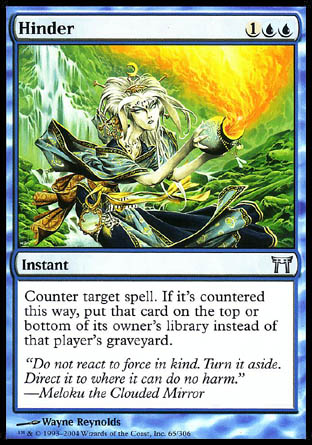 Hinder 1
Instant
Counter target spell. If it's countered
this way, put that card on the top or
bottom of its owner's library instead of
that player's graveyard.
"Do not react to force in kind. Turn it aside.
Direct it to where it can do no harm."
—Meloku the Clouded Mirror
Wayne Reynolds
™ & © 1993–2004 Wizards of the Coast, Inc. 65/306